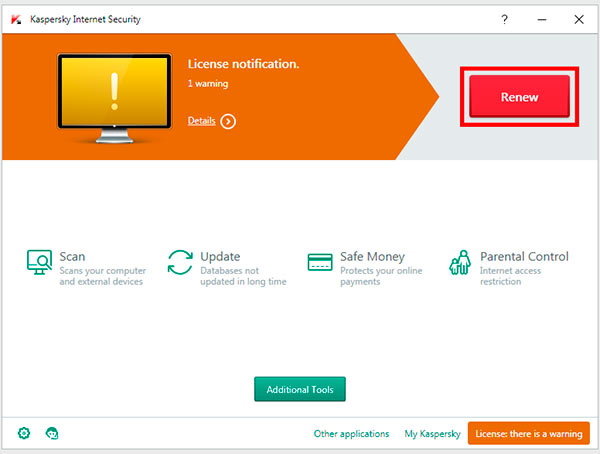 Kaspersky Internet Security
?
License notification.
1 warning
Details
Renew
Scan
Scans your computer
and external devices
Update
Databases not
updated in long time
Safe Money
Protects your online
payments
Parental Control
Internet access
restriction
Additional Tools
Other applications
My Kaspersky
License: there is a warning